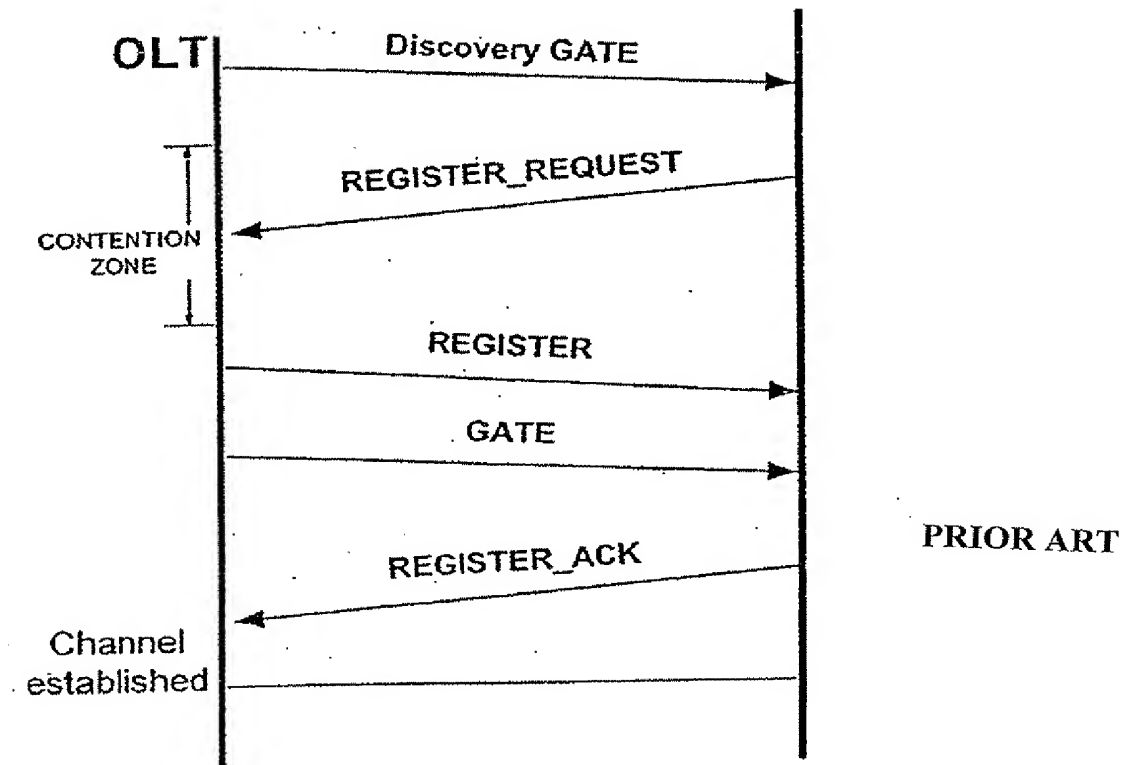 OLT
Discovery GATE
REGISTER_REQUEST
CONTENTION
ZONE
REGISTER
GATE
PRIOR ART
REGISTER_ACK
Channel
established